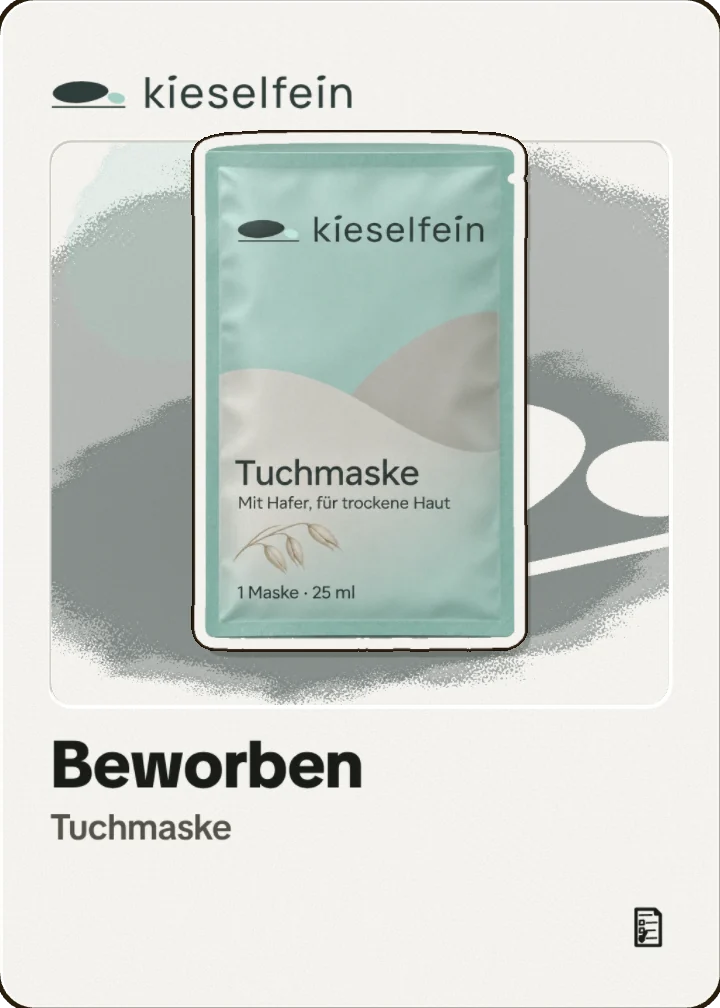 kieselfein
kieselfein
Tuchmaske
Mit Hafer, für trockene Haut
1 Maske · 25 ml
Beworben
Tuchmaske